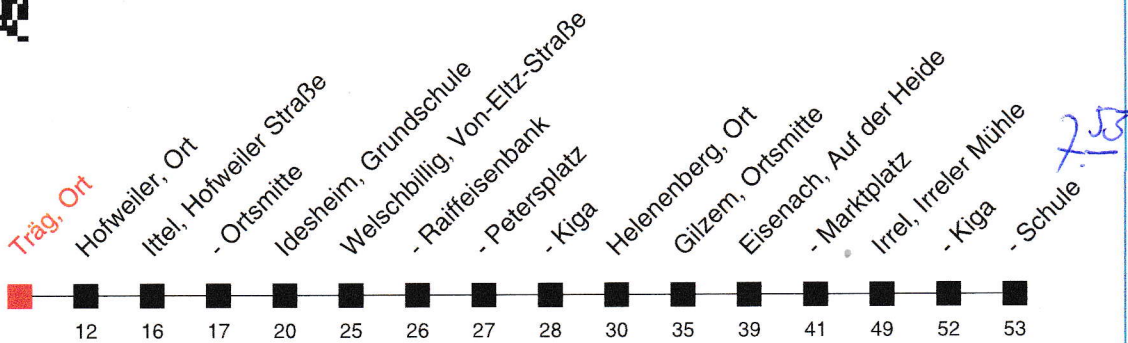 Träg, Ort
Hofweiler, Ort
Ittel, Hofweiler Straße
- Ortsmitte
Idesheim, Grundschule
Welschbillig, Von-Eltz-Straße
- Raiffeisenbank
- Petersplatz
- Kiga
Helenenberg, Ort
Gilzem, Ortsmitte
Eisenach, Auf der Heide
- Marktplatz
Irrel, Irreler Mühle
- Kiga
- Schule
7 53
12 16 17 20 25 26 27 28 30 35 39 41 49 52 53